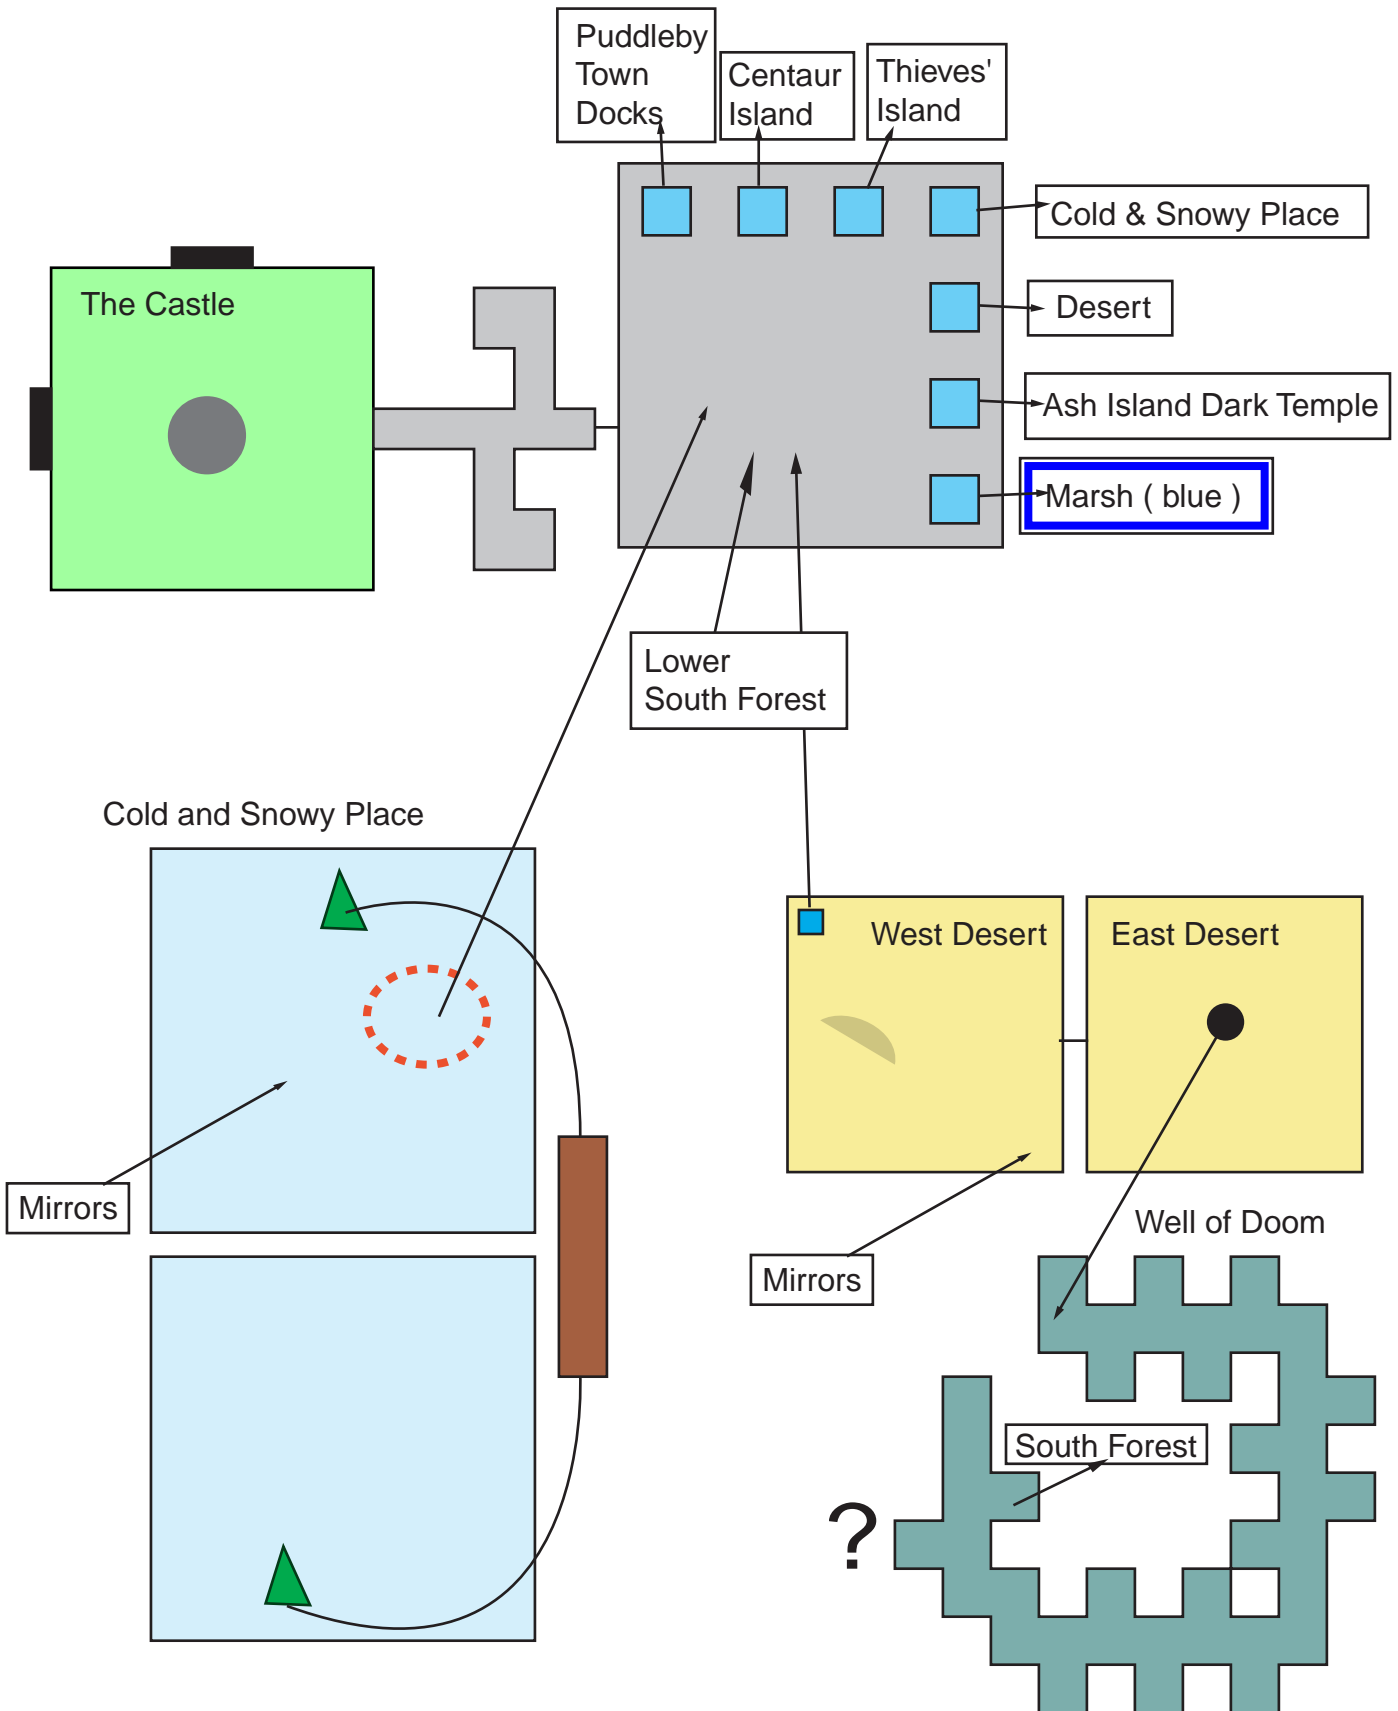 Puddleby
Town
Docks
Centaur
Island
Thieves'
Island
Cold & Snowy Place
The Castle
Desert
Ash Island Dark Temple
Marsh ( blue )
Lower
South Forest
Cold and Snowy Place
West Desert
East Desert
Mirrors
Well of Doom
Mirrors
South Forest
?